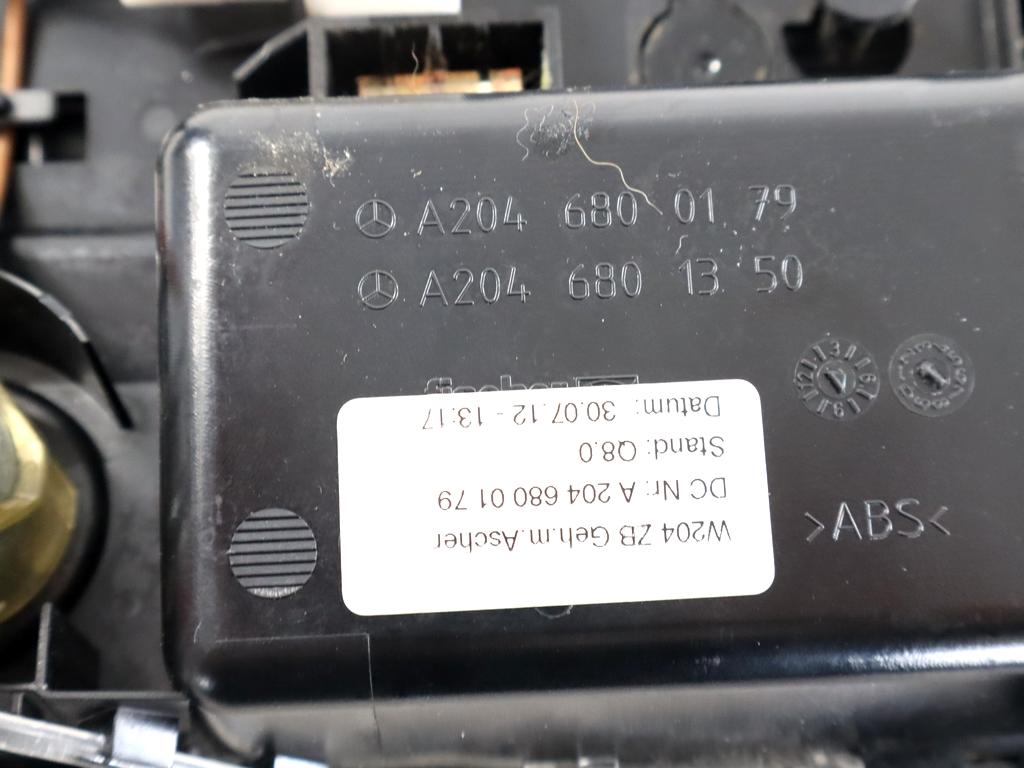 A204 680 01 79
A204 680 13 50
fischer
>ABS<
W204 ZB Geh.m.Ascher
DC Nr: A 204 680 01 79
Stand: Q8.0
Datum: 30.07.12 - 13:17